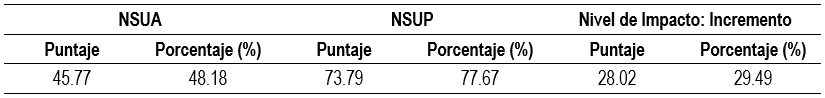 NSUA NSUP Nivel de Impacto: Incremento
Puntaje Porcentaje (%) Puntaje Porcentaje (%) Puntaje Porcentaje (%)
45.77 48.18 73.79 77.67 28.02 29.49